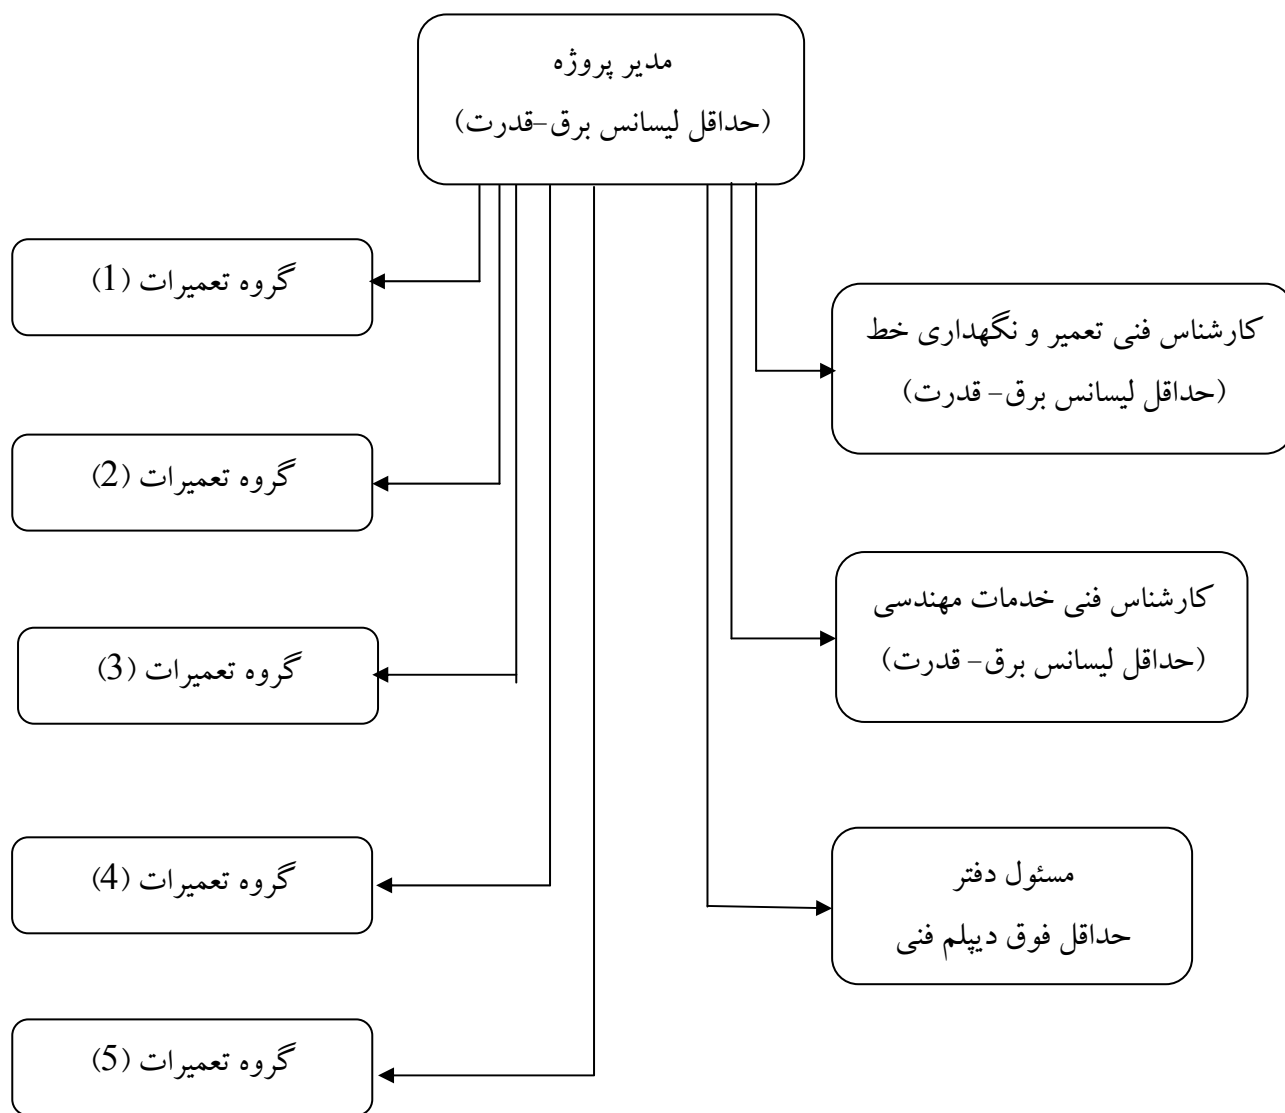 مدیر پروژه
(حداقل لیسانس برق-قدرت)
کارشناس فنی تعمیر و نگهداری خط
(حداقل لیسانس برق- قدرت)
کارشناس فنی خدمات مهندسی
(حداقل لیسانس برق- قدرت)
مسئول دفتر
حداقل فوق دیپلم فنی
گروه تعمیرات (1)
گروه تعمیرات (2)
گروه تعمیرات (3)
گروه تعمیرات (4)
گروه تعمیرات (5)